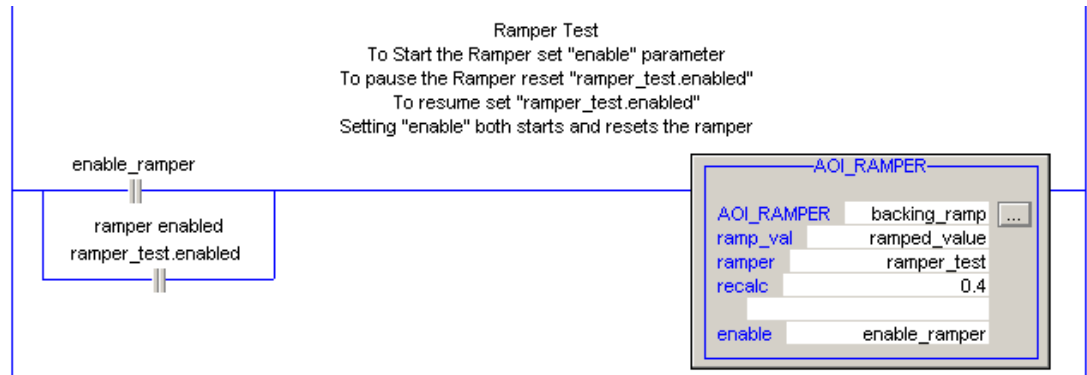 Ramper Test
To Start the Ramper set "enable" parameter
To pause the Ramper reset "ramper_test.enabled"
To resume set "ramper_test.enabled"
Setting "enable" both starts and resets the ramper
enable_ramper
ramper enabled
ramper_test.enabled
AOI_RAMPER
AOI_RAMPER backing_ramp ...
ramp_val ramped_value
ramper ramper_test
recalc 0.4
enable enable_ramper